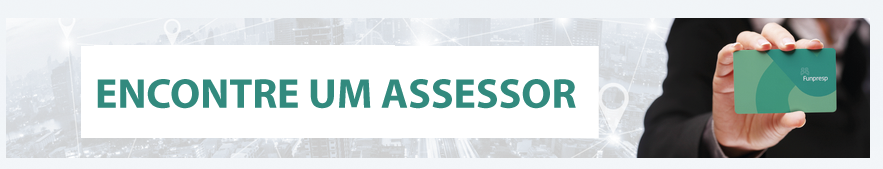 ENCONTRE UM ASSESSOR
Funpresp